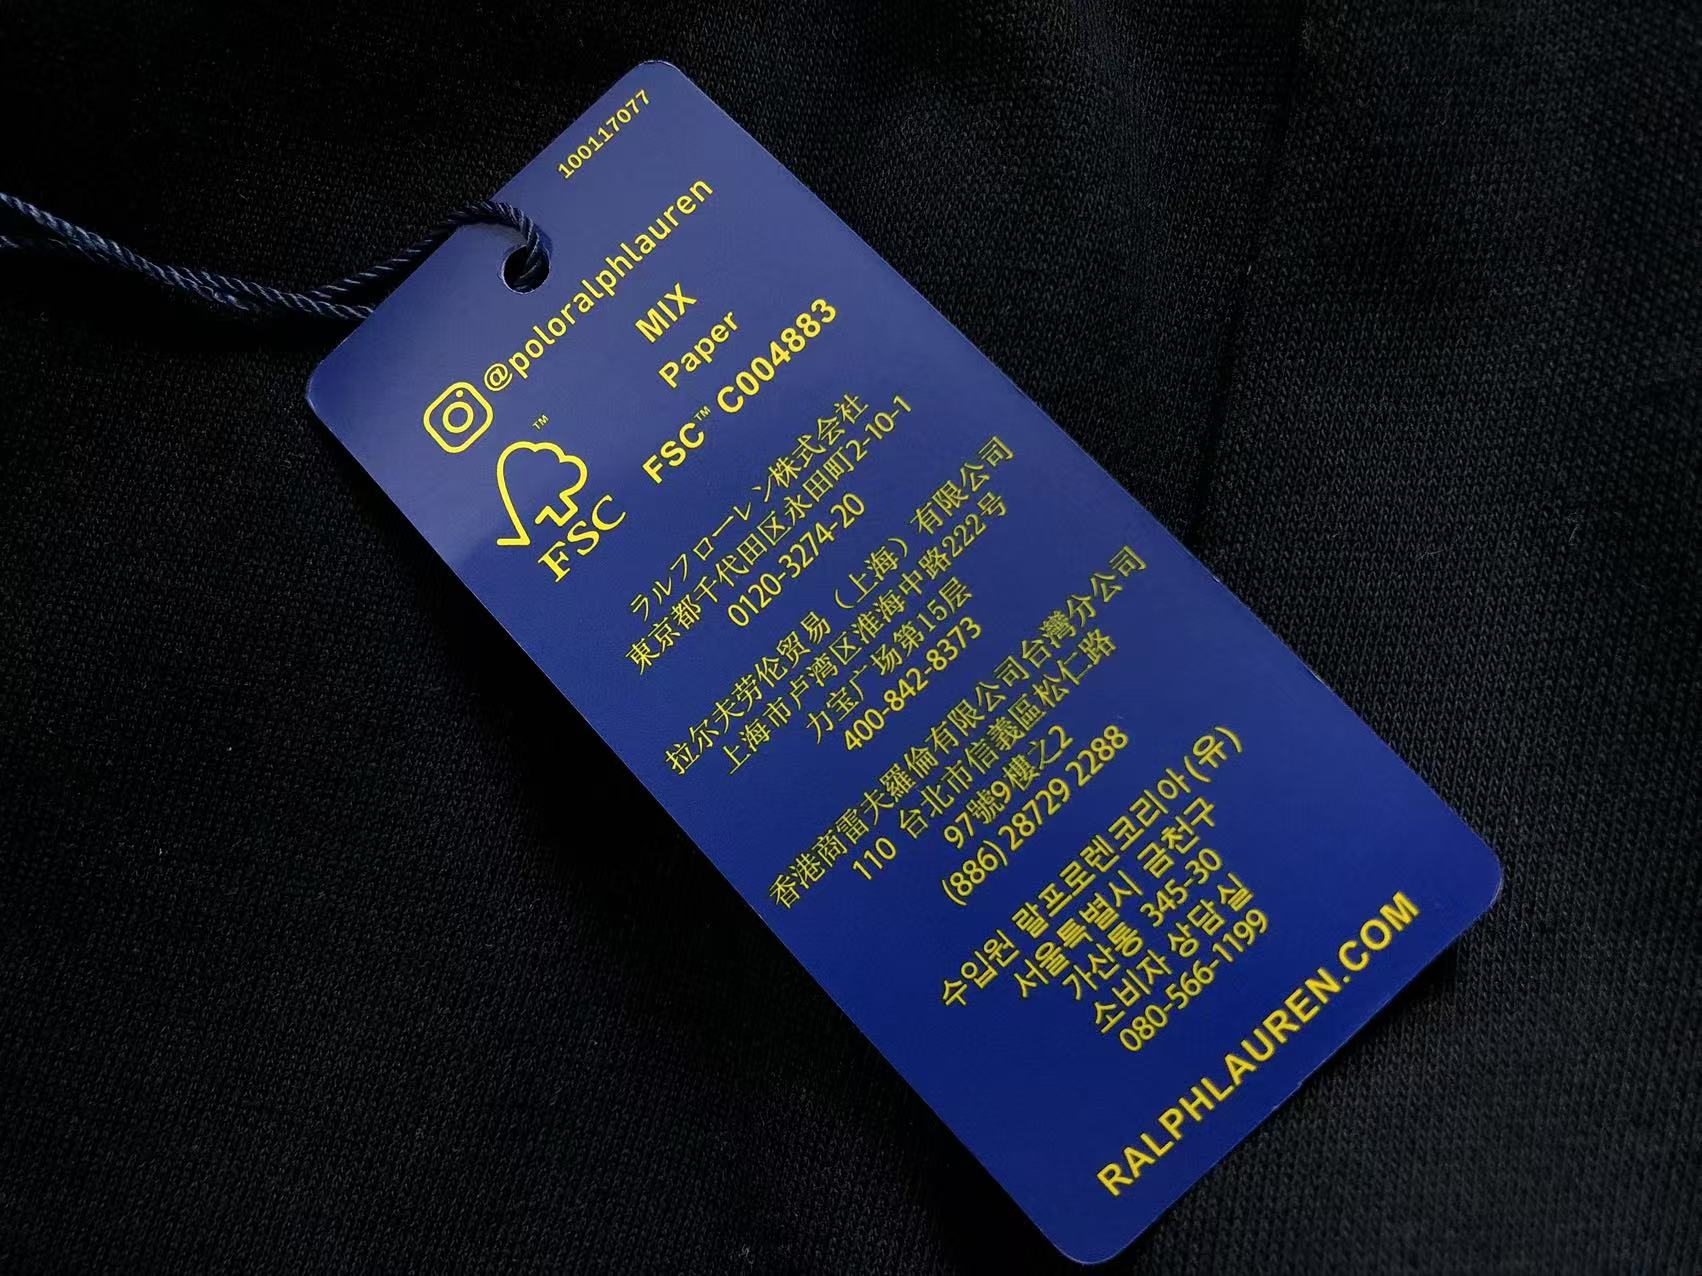 100117077
@poloralphlauren
MIX
Paper
FSC™ C004883
™
FSC
ラルフローレン株式会社
東京都千代田区永田町2-10-1
0120-3274-20
拉尔夫劳伦贸易（上海）有限公司
上海市卢湾区淮海中路222号
力宝广场第15层
400-842-8373
香港商雷夫羅倫有限公司台灣分公司
110 台北市信義區松仁路
97號9樓之2
(886) 28729 2288
수입원 랄프로렌코리아(유)
서울특별시 금천구
가산동 345-30
소비자 상담실
080-566-1199
RALPHLAUREN.COM